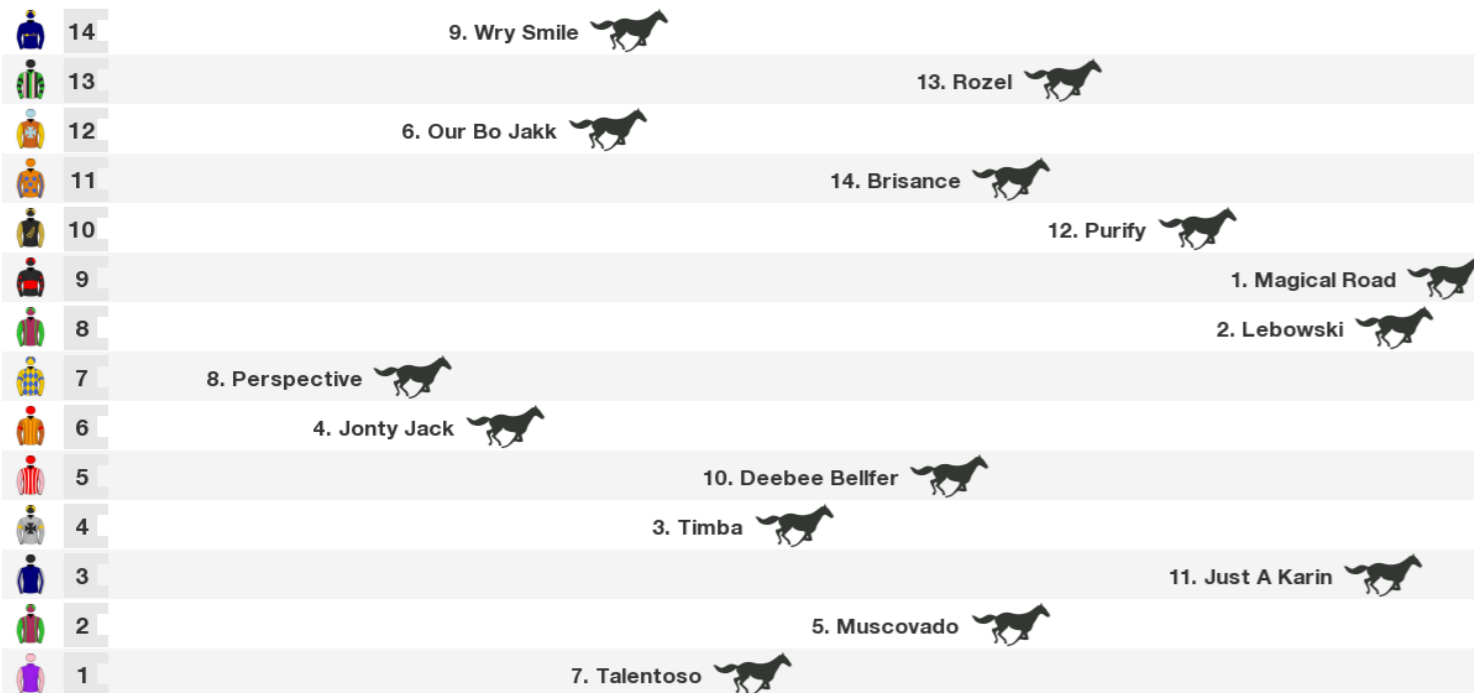 14 9. Wry Smile
13 13. Rozel
12 6. Our Bo Jakk
11 14. Brisance
10 12. Purify
9 1. Magical Road
8 2. Lebowski
7 8. Perspective
6 4. Jonty Jack
5 10. Deebee Bellfer
4 3. Timba
3 11. Just A Karin
2 5. Muscovado
1 7. Talentoso